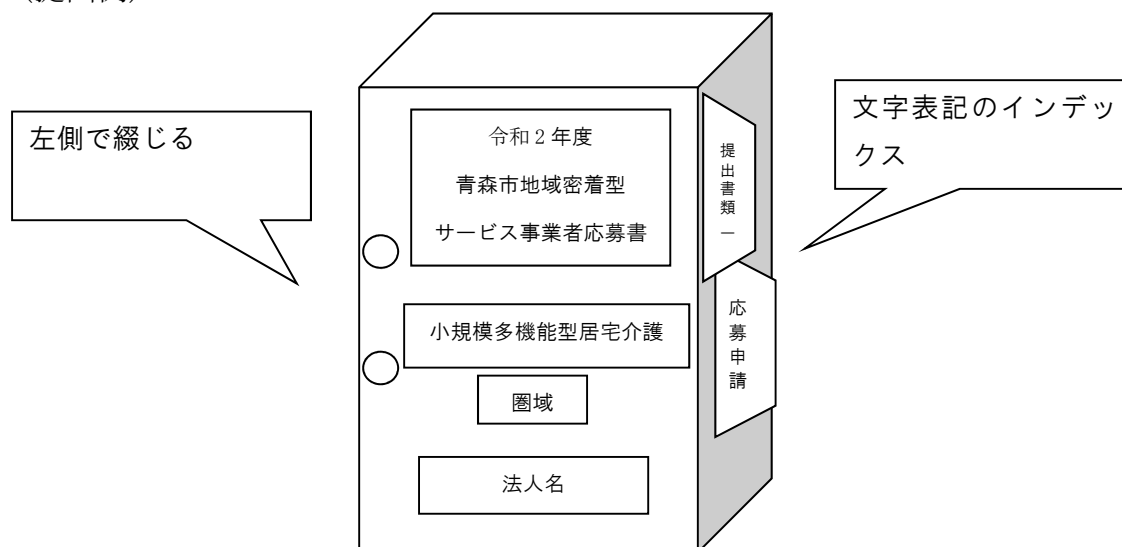 左側で綴じる
文字表記のインデッ
クス
令和２年度
青森市地域密着型
サービス事業者応募書
小規模多機能型居宅介護
圏域
法人名
提出書類一
応募申請